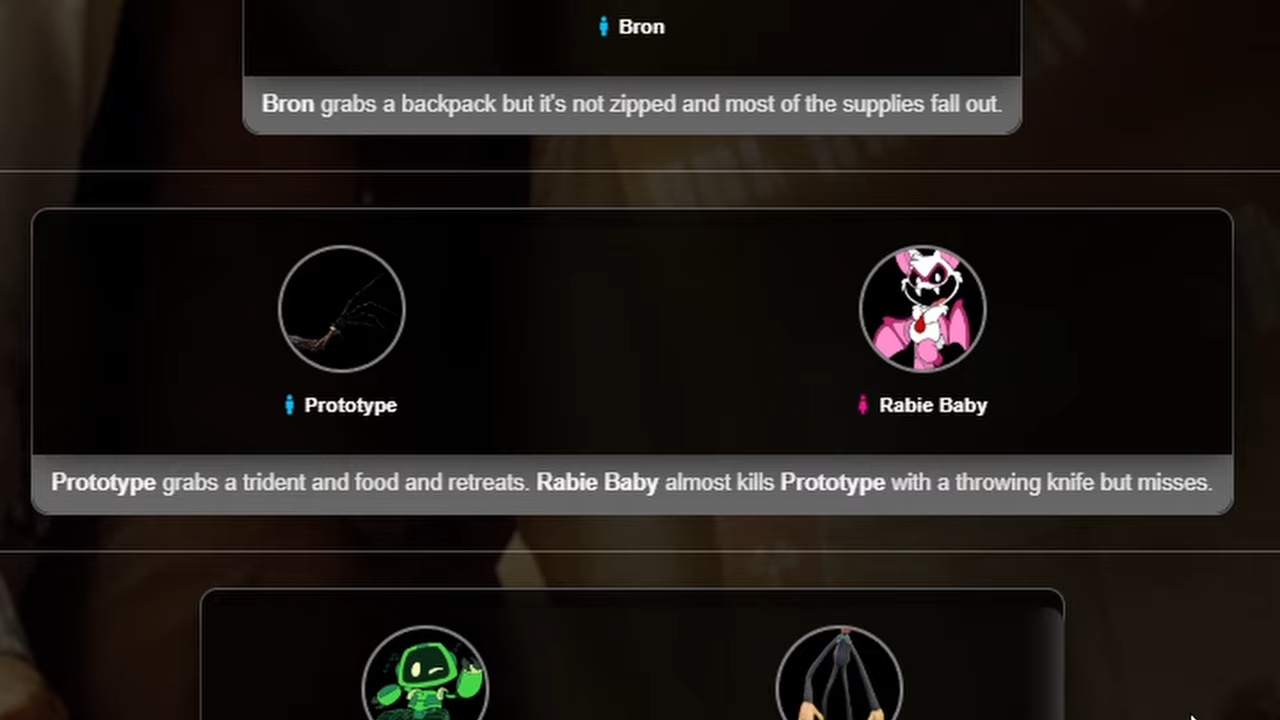 Bron
Bron grabs a backpack but it's not zipped and most of the supplies fall out.
Prototype
Rabie Baby
Prototype grabs a trident and food and retreats. Rabie Baby almost kills Prototype with a throwing knife but misses.